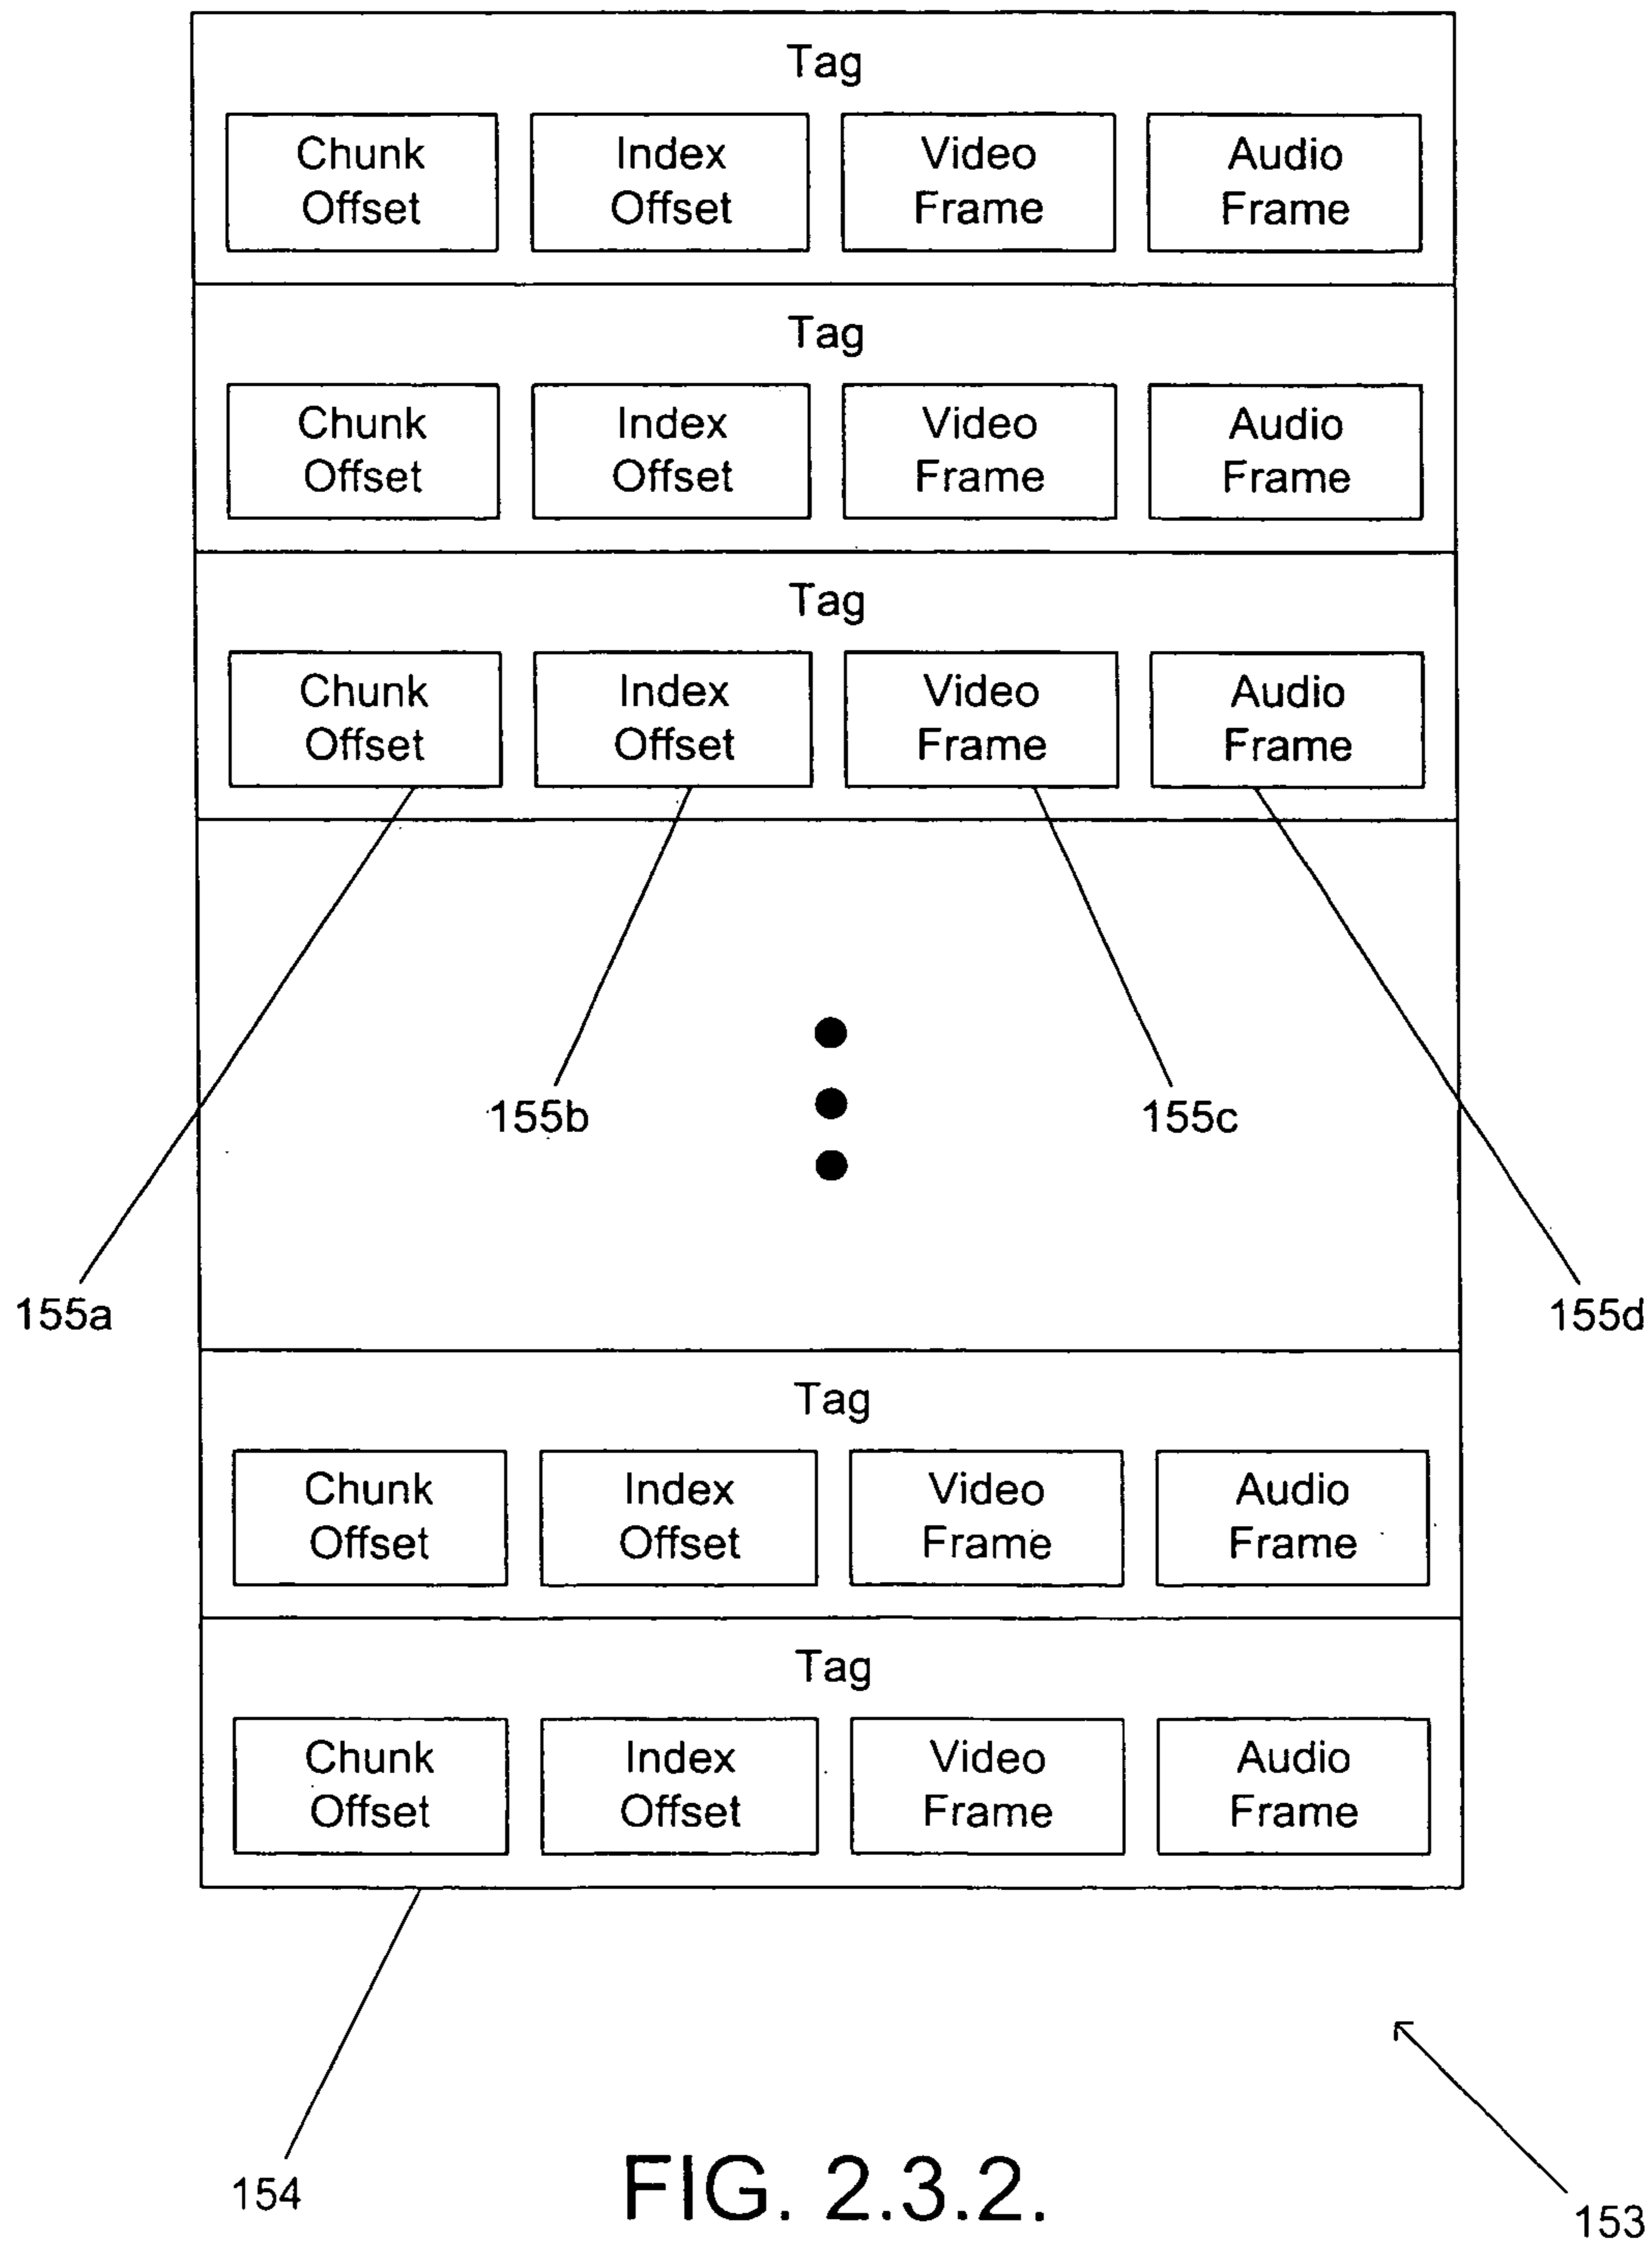 Tag
Chunk Offset
Index Offset
Video Frame
Audio Frame
Tag
Chunk Offset
Index Offset
Video Frame
Audio Frame
Tag
Chunk Offset
Index Offset
Video Frame
Audio Frame
155b
155c
155a
155d
Tag
Chunk Offset
Index Offset
Video Frame
Audio Frame
Tag
Chunk Offset
Index Offset
Video Frame
Audio Frame
154
FIG. 2.3.2.
153